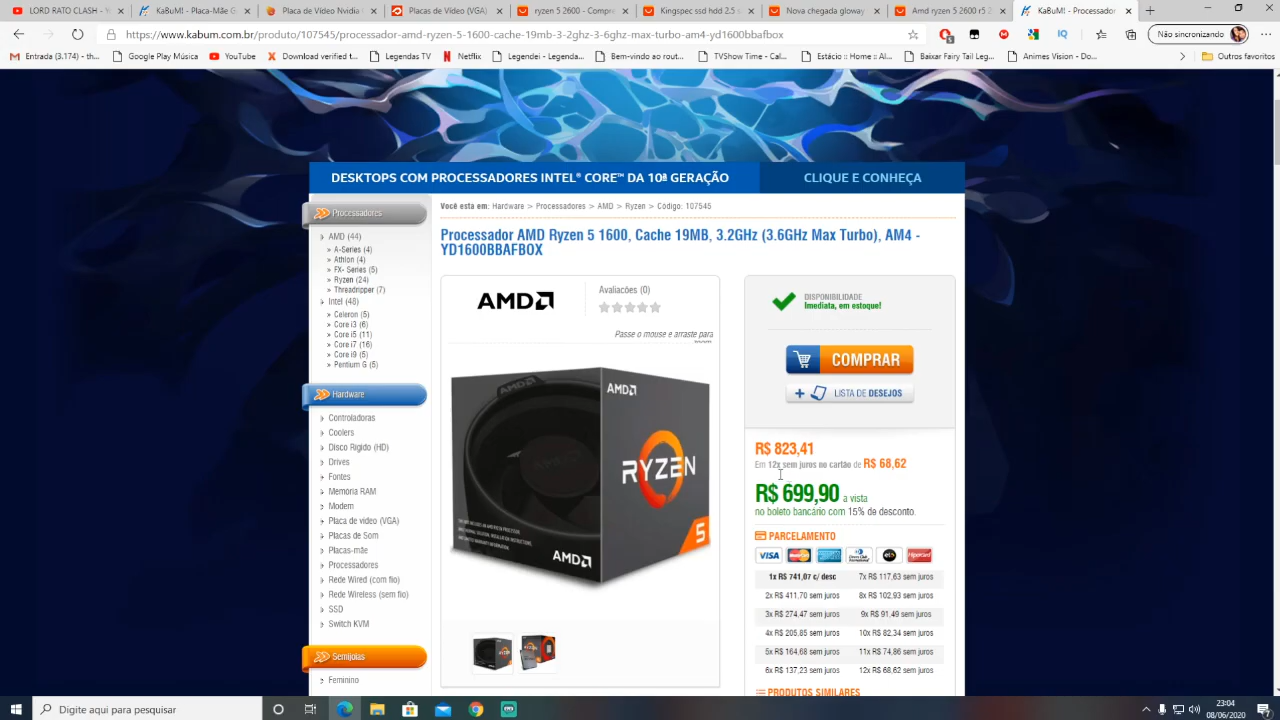 LORD RATO CLASH - Y
KaBuM! - Placa-Mãe G
Placa de Video (VGA)
Placas de Vídeo (VGA)
ryzen 5 2600 - Compre
Kingspec ssd hdd 2.5
Nova chegada gloway
Amd ryzen 5 2600 r5 2
KaBuM! - Processador
https://www.kabum.com.br/produto/107545/processador-amd-ryzen-5-1600-cache-19mb-3-2ghz-3-6ghz-max-turbo-am4-yd1600bbafbox
IQ
Não sincronizando
Entrada (3.174) - th...
Google Play Música
YouTube
Download verified t...
Legendas TV
Netflix
Legendei - Legenda...
Bem-vindo ao rout...
TVShow Time - Cal...
Estácio :: Home :: Al...
Baixar Fairy Tail Leg...
Animes Vision - Do...
Outros favoritos
DESKTOPS COM PROCESSADORES INTEL® CORE™ DA 10ª GERAÇÃO
CLIQUE E CONHEÇA
Processadores
AMD (44)
» A-Series (4)
» Athlon (4)
» FX- Series (5)
» Ryzen (24)
» Threadripper (7)
Intel (48)
» Celeron (5)
» Core i3 (6)
» Core i5 (11)
» Core i7 (16)
» Core i9 (5)
» Pentium G (5)
Hardware
Controladoras
Coolers
Disco Rígido (HD)
Drives
Fontes
Memória RAM
Modem
Placa de vídeo (VGA)
Placas de Som
Placas-mãe
Processadores
Rede Wired (com fio)
Rede Wireless (sem fio)
SSD
Switch KVM
Semijoias
Feminino
Você esta em: Hardware > Processadores > AMD > Ryzen > Código: 107545
Processador AMD Ryzen 5 1600, Cache 19MB, 3.2GHz (3.6GHz Max Turbo), AM4 -
YD1600BBAFBOX
AMD
Avaliacões (0)
Passe o mouse e arraste para
AMD
RYZEN
5
AMD
DISPONIBILIDADE
Imediata, em estoque!
COMPRAR
+ LISTA DE DESEJOS
R$ 823,41
Em 12x sem juros no cartão de R$ 68,62
R$ 699,90 a vista
no boleto bancário com 15% de desconto.
PARCELAMENTO
VISA
MasterCard
elo
Hipercard
1x R$ 741,07 c/ desc 7x R$ 117,63 sem juros
2x R$ 411,70 sem juros 8x R$ 102,93 sem juros
3x R$ 274,47 sem juros 9x R$ 91,49 sem juros
4x R$ 205,85 sem juros 10x R$ 82,34 sem juros
5x R$ 164,68 sem juros 11x R$ 74,86 sem juros
6x R$ 137,23 sem juros 12x R$ 68,62 sem juros
PRODUTOS SIMILARES
Digite aqui para pesquisar
23:04
08/06/2020